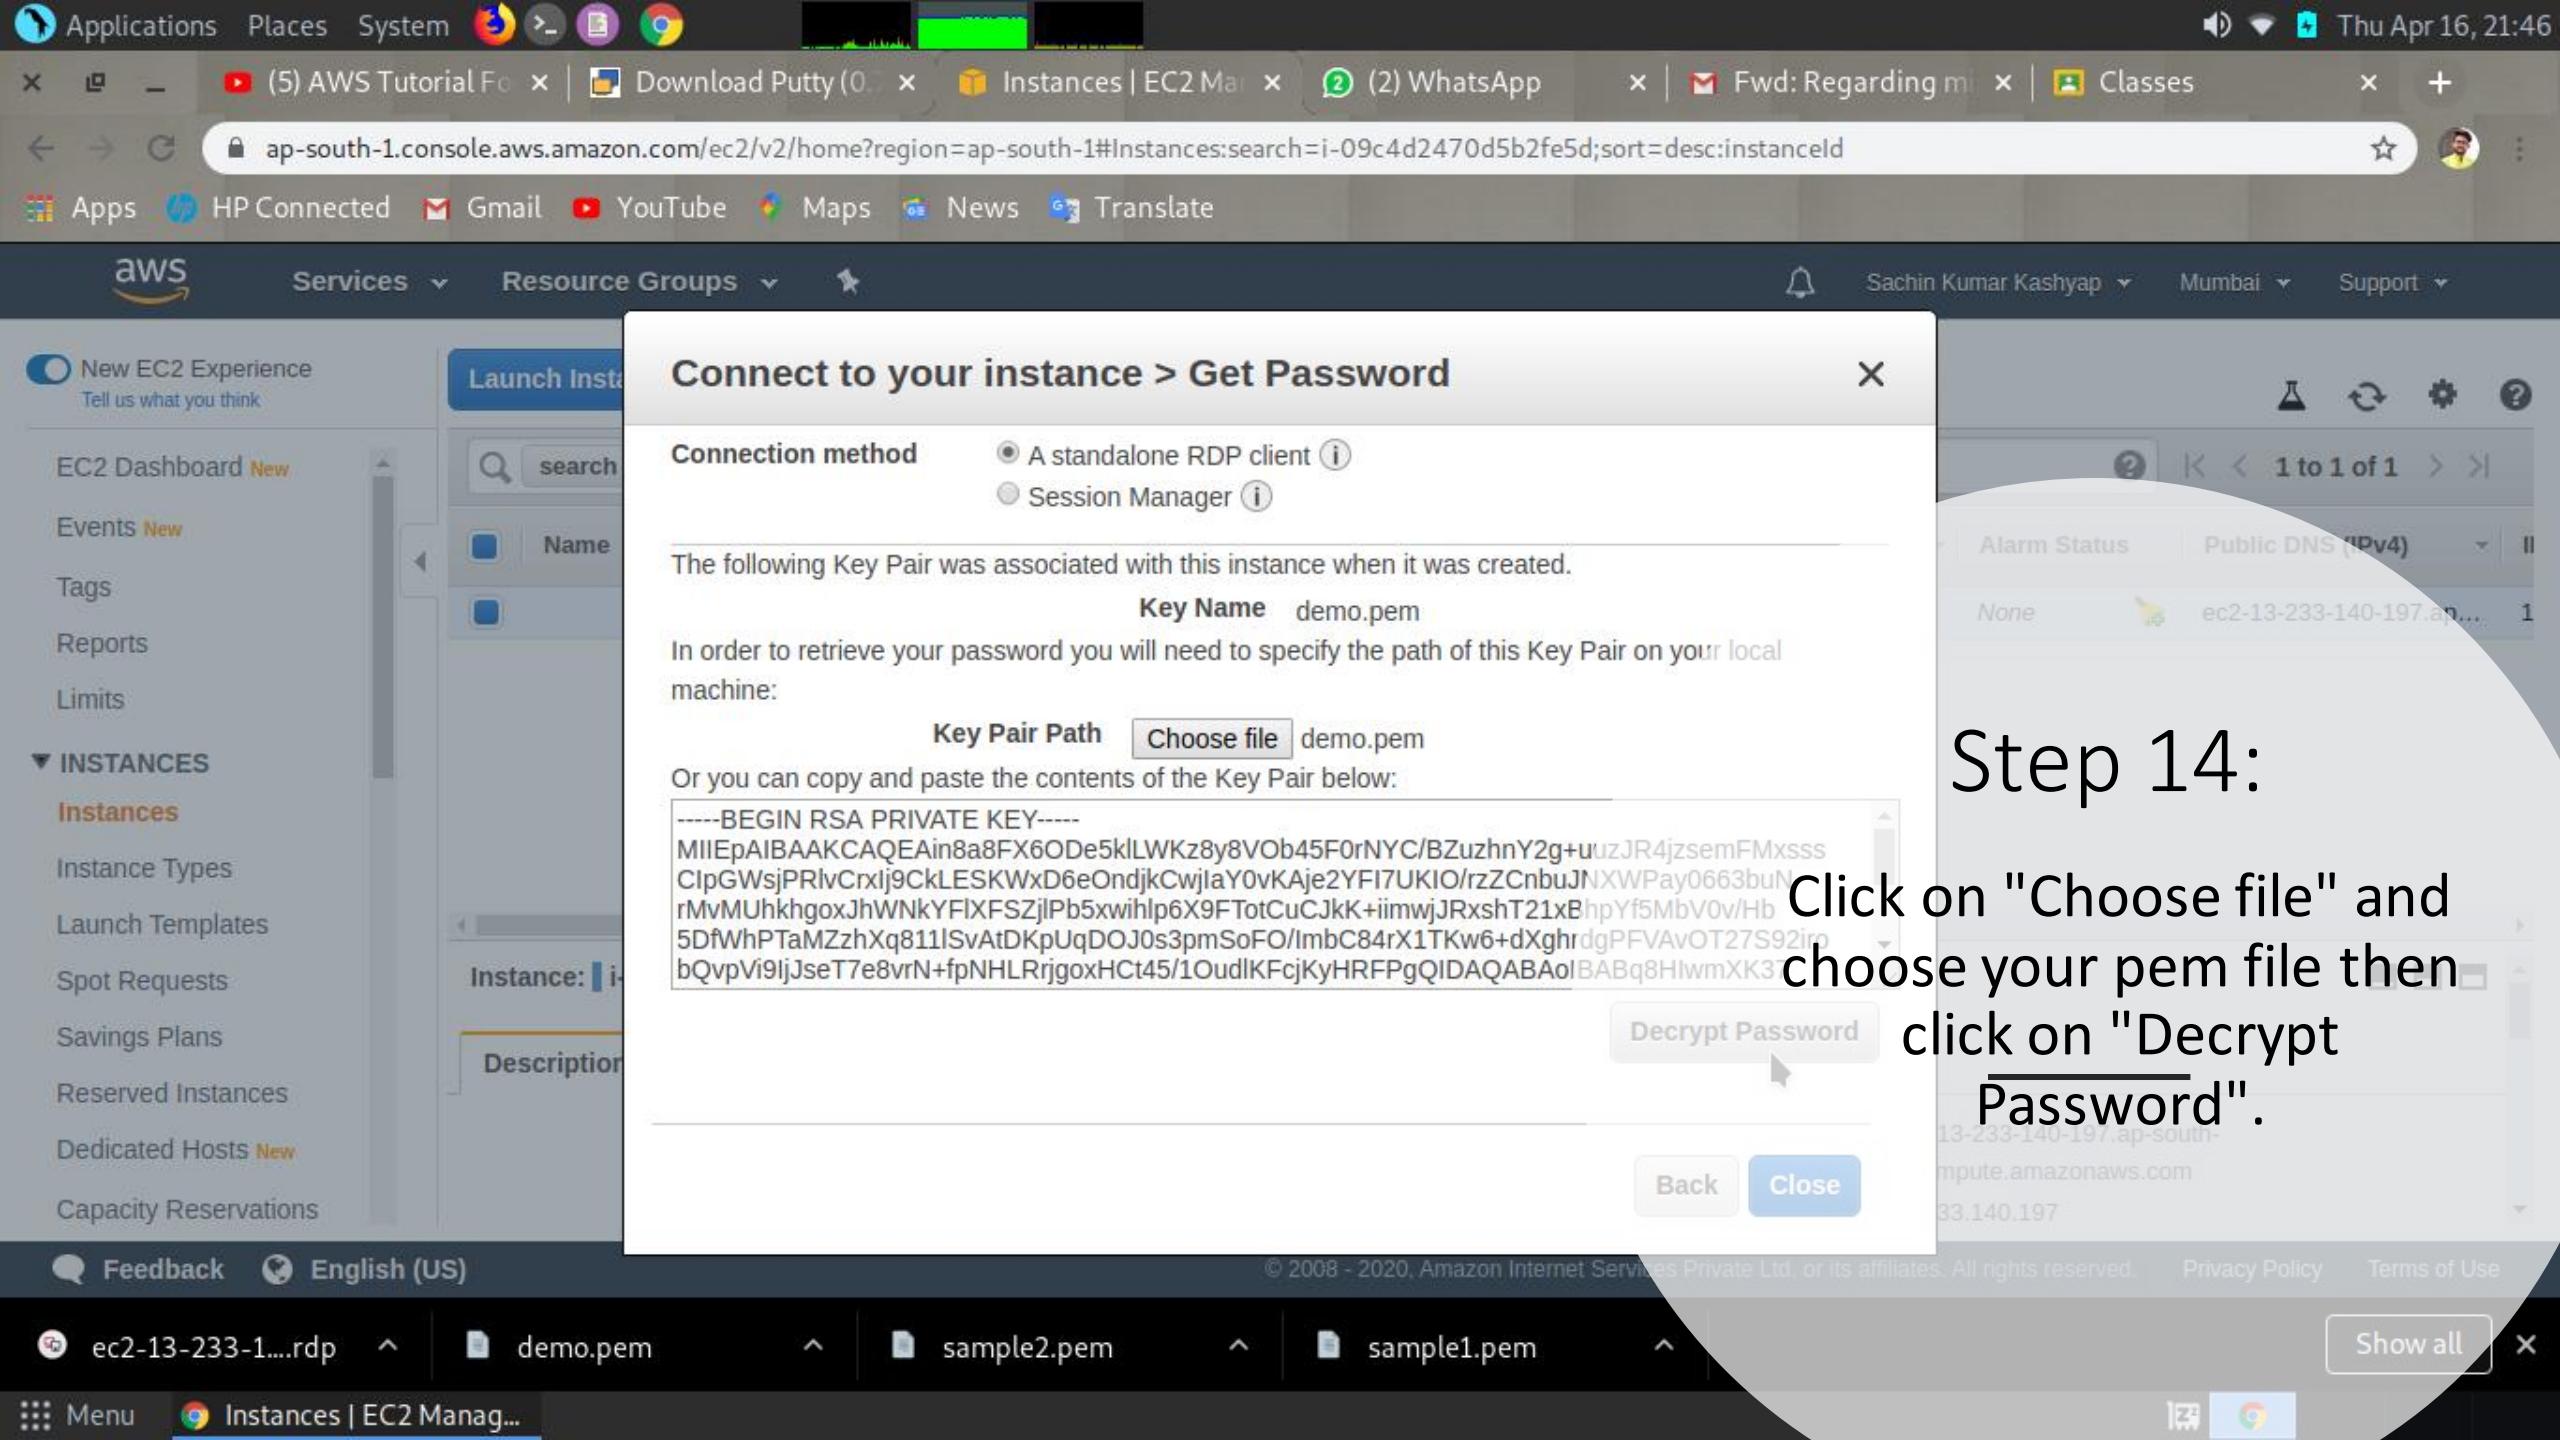 Applications Places System Thu Apr 16, 21:46
(5) AWS Tutorial Fo Download Putty (0. Instances | EC2 Ma (2) WhatsApp Fwd: Regarding m Classes
ap-south-1.console.aws.amazon.com/ec2/v2/home?region=ap-south-1#Instances:search=i-09c4d2470d5b2fe5d;sort=desc:instanceId
Apps HP Connected Gmail YouTube Maps News Translate
aws Services Resource Groups Sachin Kumar Kashyap Mumbai Support
New EC2 Experience
Tell us what you think
EC2 Dashboard New
Events New
Tags
Reports
Limits
INSTANCES
Instances
Instance Types
Launch Templates
Spot Requests
Savings Plans
Reserved Instances
Dedicated Hosts New
Capacity Reservations
Launch Insta
search
1 to 1 of 1
Name Alarm Status Public DNS (IPv4)
None ec2-13-233-140-197.ap...
Instance: i-
Description
Connect to your instance > Get Password
Connection method A standalone RDP client
Session Manager
The following Key Pair was associated with this instance when it was created.
Key Name demo.pem
In order to retrieve your password you will need to specify the path of this Key Pair on your local
machine:
Key Pair Path Choose file demo.pem
Or you can copy and paste the contents of the Key Pair below:
-----BEGIN RSA PRIVATE KEY-----
Decrypt Password
Back Close
13-233-140-197.ap-south-
mpute.amazonaws.com
33.140.197
Step 14:
Click on "Choose file" and
choose your pem file then
click on "Decrypt
Password".
Feedback English (US) © 2008 - 2020, Amazon Internet Services Private Ltd. or its affiliates. All rights reserved. Privacy Policy Terms of Use
ec2-13-233-1....rdp demo.pem sample2.pem sample1.pem Show all
Menu Instances | EC2 Manag...